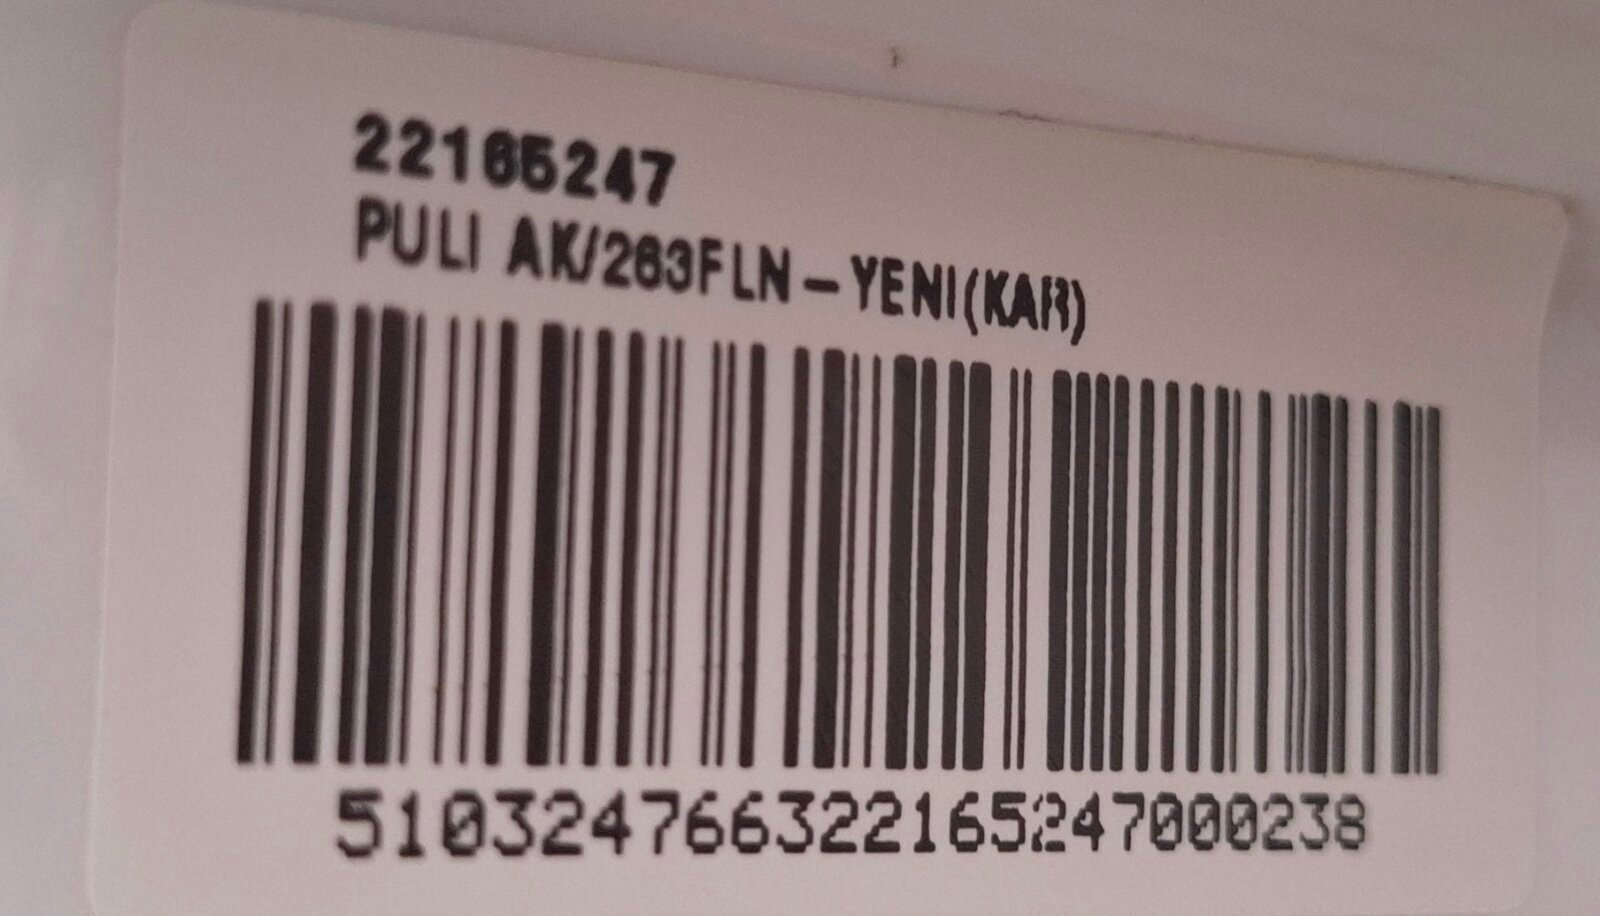 22165247
PULI AK/263FLN-YENI(KAR)
5103247663221652470000238